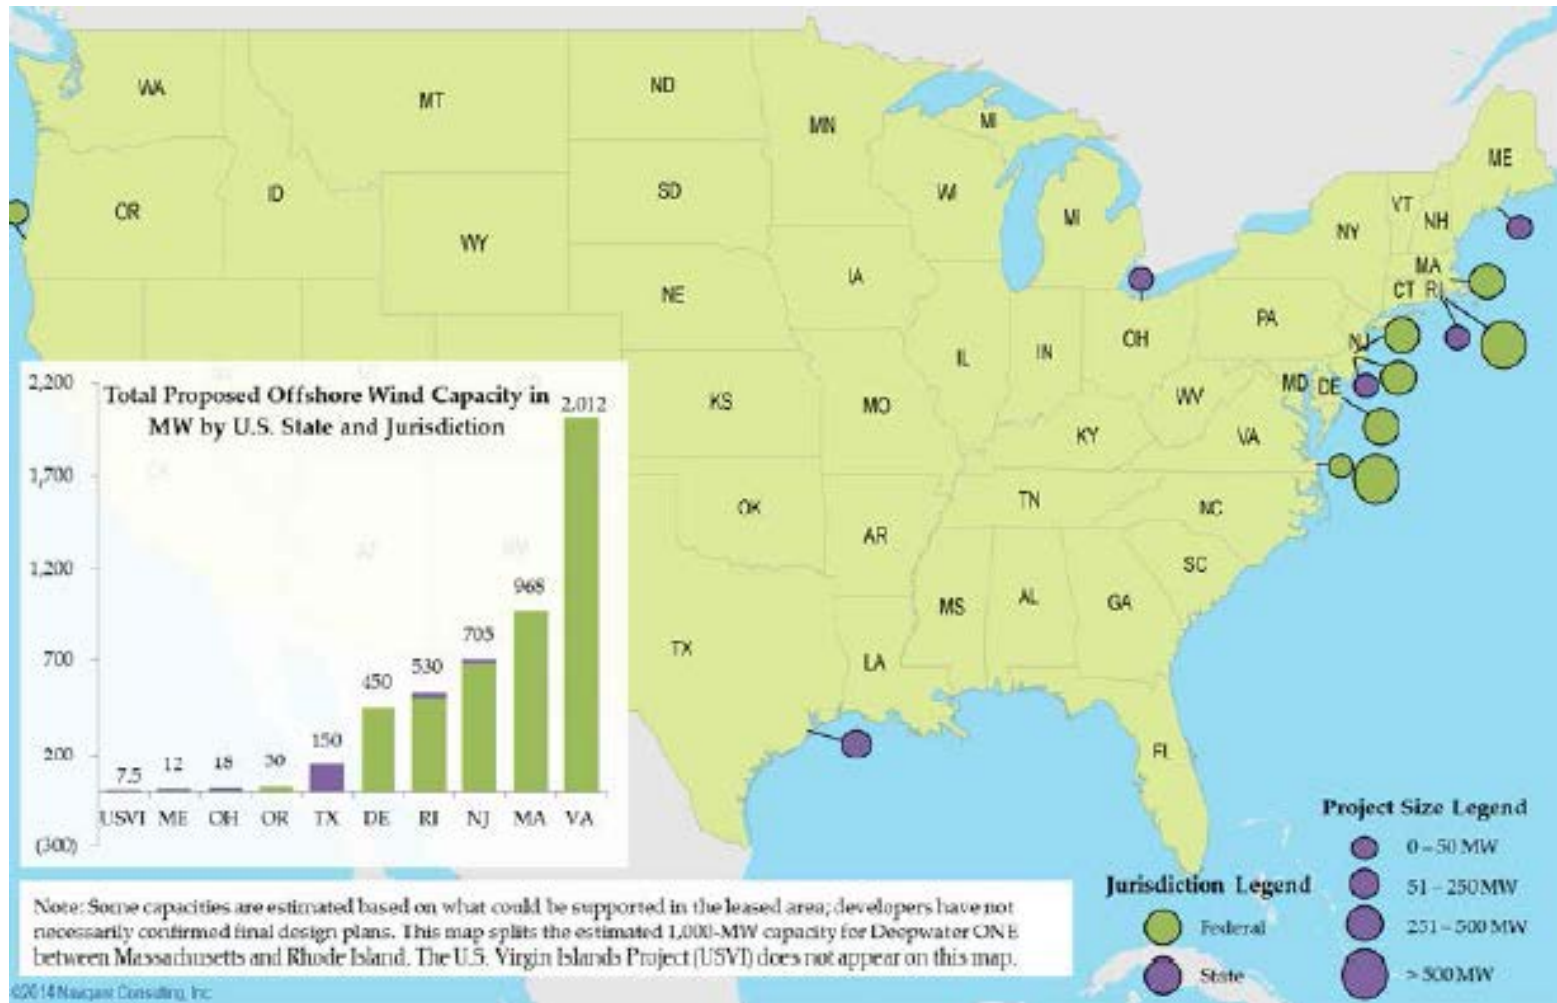 WA
MT
ND
MN
MI
ME
OR
ID
SD
WI
MI
VT
NH
NY
WY
IA
MA
NE
CT RI
PA
IL
IN
OH
NJ
MD
DE
WV
KS
MO
KY
VA
OK
TN
NC
AR
SC
MS
AL
GA
TX
LA
FL
Total Proposed Offshore Wind Capacity in
MW by U.S. State and Jurisdiction
2,200
1,700
1,200
700
200
(300)
7.5
12
18
30
150
450
530
705
968
2,012
USVI ME OH OR TX DE RI NJ MA VA
Project Size Legend
0 – 50 MW
51 – 250 MW
251 – 500 MW
> 500 MW
Jurisdiction Legend
Federal
State
Note: Some capacities are estimated based on what could be supported in the leased area; developers have not
necessarily confirmed final design plans. This map splits the estimated 1,000-MW capacity for Deepwater ONE
between Massachusetts and Rhode Island. The U.S. Virgin Islands Project (USVI) does not appear on this map.
©2014 Navigant Consulting, Inc.